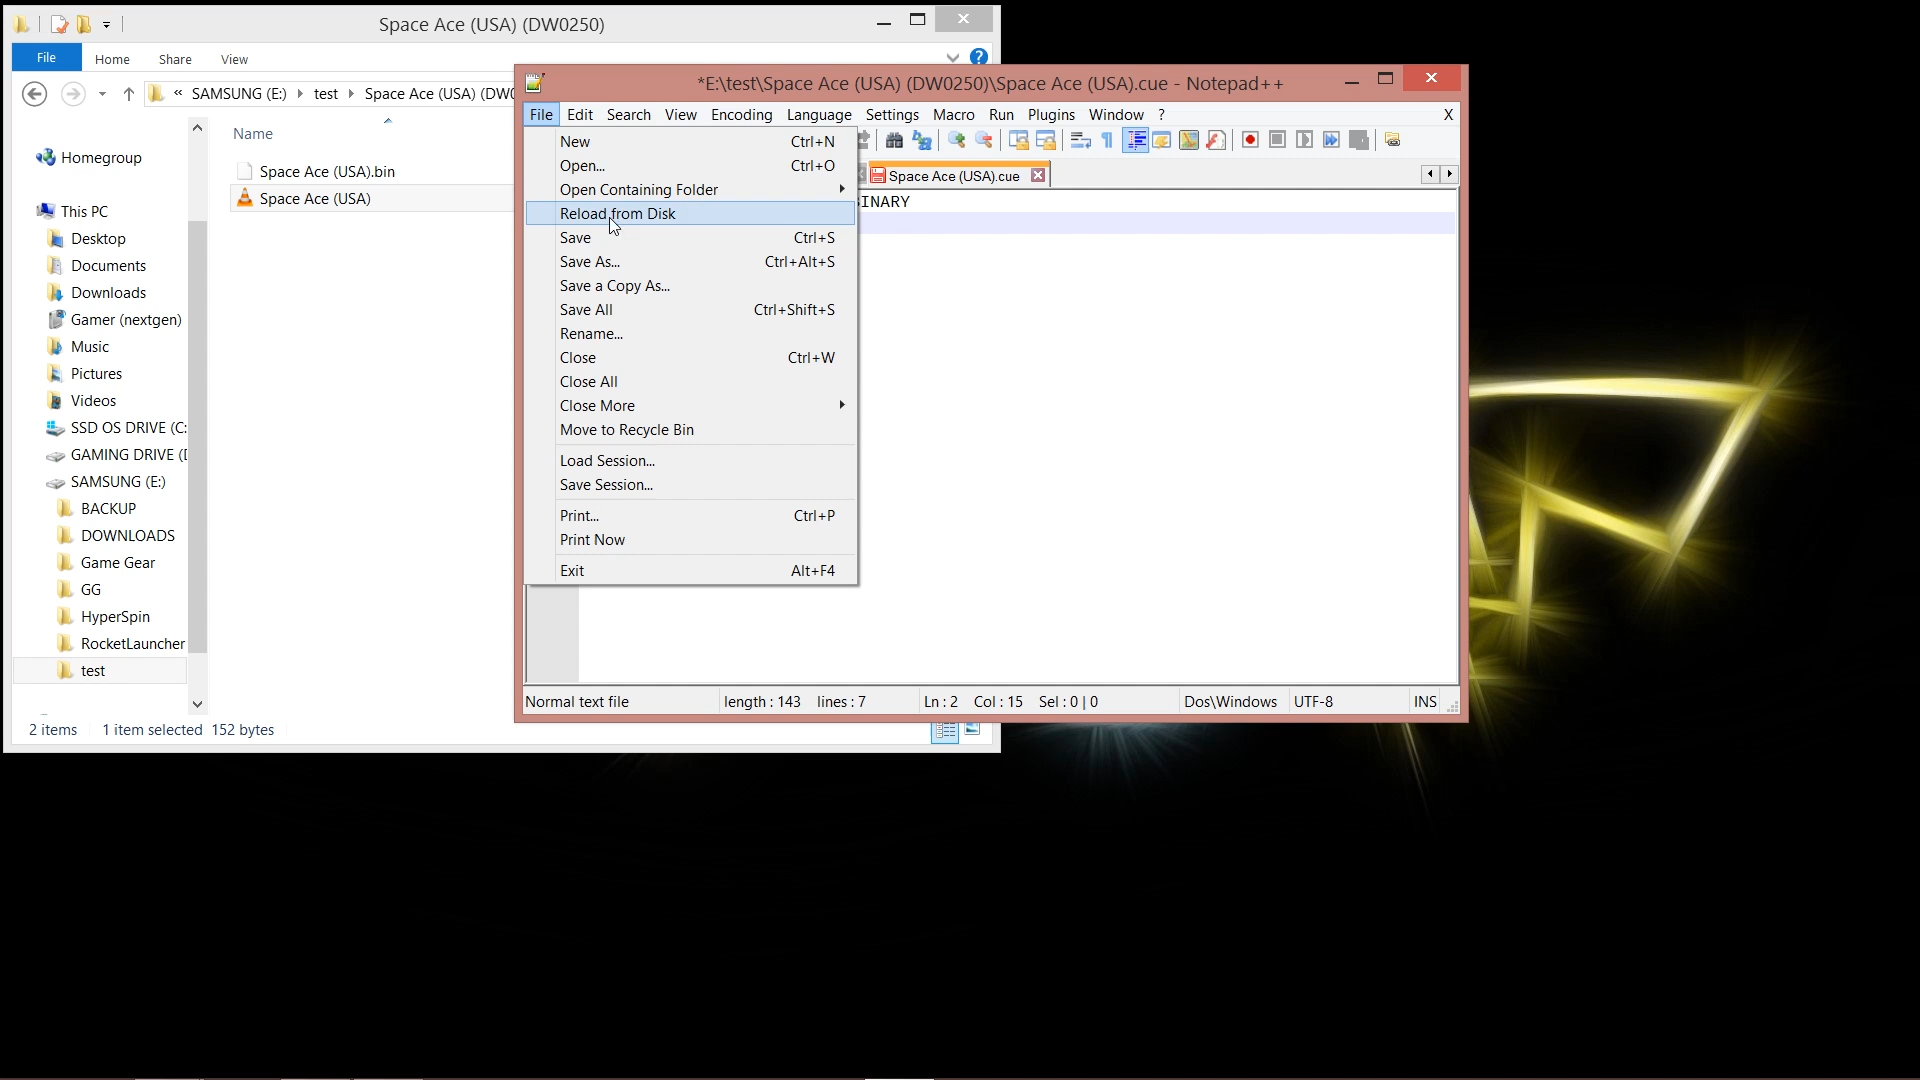 Space Ace (USA) (DW0250)
File Home Share View
« SAMSUNG (E:) test Space Ace (USA) (DW0
Name
Homegroup
Space Ace (USA).bin
Space Ace (USA)
This PC
Desktop
Documents
Downloads
Gamer (nextgen)
Music
Pictures
Videos
SSD OS DRIVE (C:
GAMING DRIVE (
SAMSUNG (E:)
BACKUP
DOWNLOADS
Game Gear
GG
HyperSpin
RocketLauncher
test
2 items 1 item selected 152 bytes
*E:\test\Space Ace (USA) (DW0250)\Space Ace (USA).cue - Notepad++
File Edit Search View Encoding Language Settings Macro Run Plugins Window ? X
Space Ace (USA).cue
INARY
New Ctrl+N
Open... Ctrl+O
Open Containing Folder
Reload from Disk
Save Ctrl+S
Save As... Ctrl+Alt+S
Save a Copy As...
Save All Ctrl+Shift+S
Rename...
Close Ctrl+W
Close All
Close More
Move to Recycle Bin
Load Session...
Save Session...
Print... Ctrl+P
Print Now
Exit Alt+F4
Normal text file length : 143 lines : 7 Ln : 2 Col : 15 Sel : 0 | 0 Dos\Windows UTF-8 INS